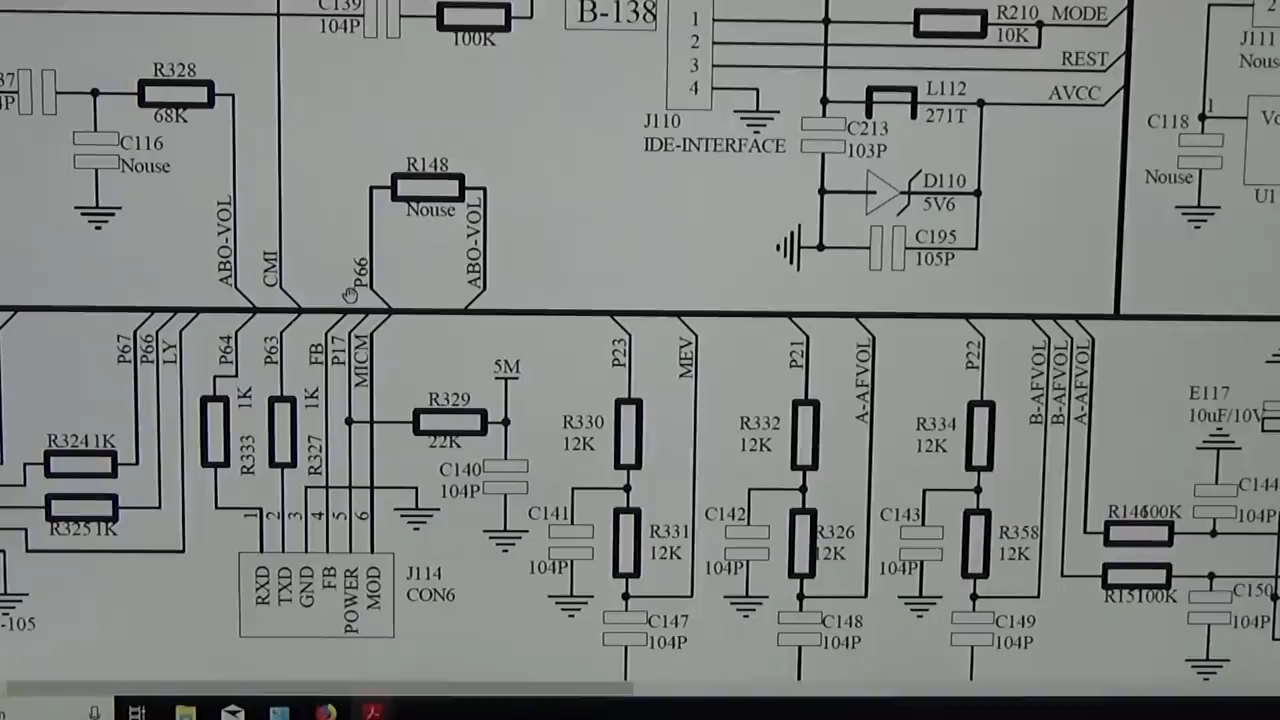 C139
104P
100K
B-138
1
2
3
4
J110
IDE-INTERFACE
R210
10K
MODE
REST
AVCC
L112
271T
C213
103P
D110
5V6
C195
105P
2
J111
Nous
C118
1
Nouse
U1
R328
68K
C116
Nouse
R148
Nouse
ABO-VOL
CMI
P66
ABO-VOL
P67
P66
LY
P64
P63
FB
P17
MICM
5M
P23
MEV
P21
A-AFVOL
P22
B-AFVOL
B-AFVOL
A-AFVOL
R324 1K
R325 1K
1K
R333
1K
R327
R329
22K
C140
104P
1
2
3
4
5
6
RXD
TXD
GND
FB
POWER
MOD
J114
CON6
-105
R330
12K
C141
104P
R331
12K
C147
104P
R332
12K
C142
104P
R326
12K
C148
104P
R334
12K
C143
104P
R358
12K
C149
104P
E117
10uF/10V
C144
104P
C150
104P